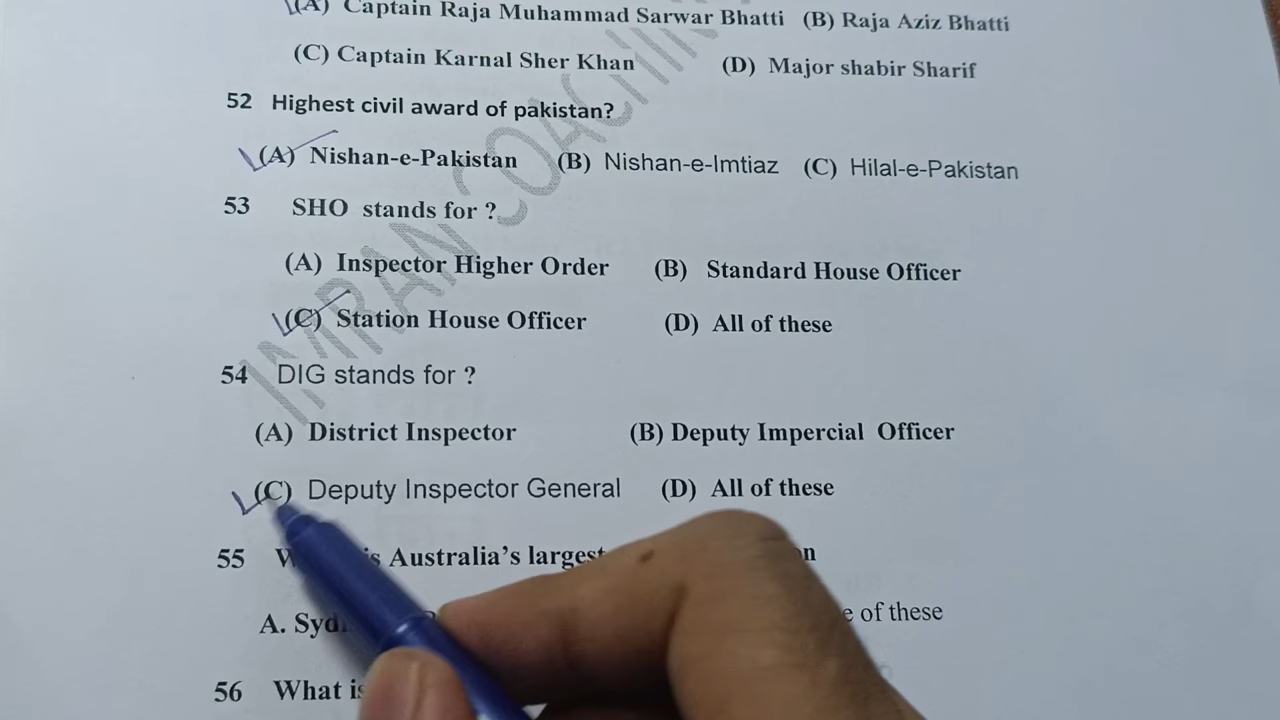 (A) Captain Raja Muhammad Sarwar Bhatti (B) Raja Aziz Bhatti
(C) Captain Karnal Sher Khan (D) Major shabir Sharif
52 Highest civil award of pakistan?
(A) Nishan-e-Pakistan (B) Nishan-e-Imtiaz (C) Hilal-e-Pakistan
53 SHO stands for ?
(A) Inspector Higher Order (B) Standard House Officer
(C) Station House Officer (D) All of these
54 DIG stands for ?
(A) District Inspector (B) Deputy Impercial Officer
(C) Deputy Inspector General (D) All of these
55 Australia's largest
A. of these
56 What is
IMRAN COACHIN